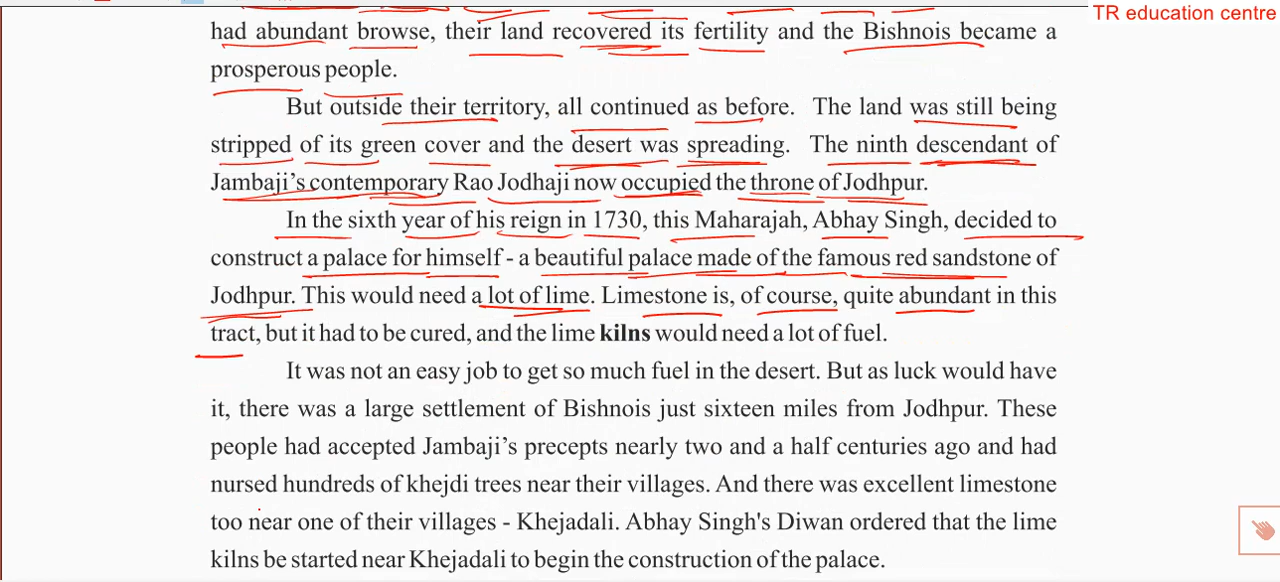 TR education centre
had abundant browse, their land recovered its fertility and the Bishnois became a
prosperous people.
But outside their territory, all continued as before. The land was still being
stripped of its green cover and the desert was spreading. The ninth descendant of
Jambaji's contemporary Rao Jodhaji now occupied the throne of Jodhpur.
In the sixth year of his reign in 1730, this Maharajah, Abhay Singh, decided to
construct a palace for himself - a beautiful palace made of the famous red sandstone of
Jodhpur. This would need a lot of lime. Limestone is, of course, quite abundant in this
tract, but it had to be cured, and the lime kilns would need a lot of fuel.
It was not an easy job to get so much fuel in the desert. But as luck would have
it, there was a large settlement of Bishnois just sixteen miles from Jodhpur. These
people had accepted Jambaji's precepts nearly two and a half centuries ago and had
nursed hundreds of khejdi trees near their villages. And there was excellent limestone
too near one of their villages - Khejadali. Abhay Singh's Diwan ordered that the lime
kilns be started near Khejadali to begin the construction of the palace.